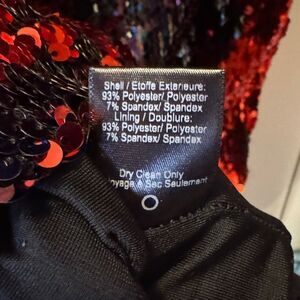 Shell / Etoffe Exterieure:
93% Polyester/ Polyester
7% Spandex/ Spandex
Lining / Doublure:
93% Polyester/ Polyester
7% Spandex/ Spandex
Dry Clean Only
oyage à Sec Seulement